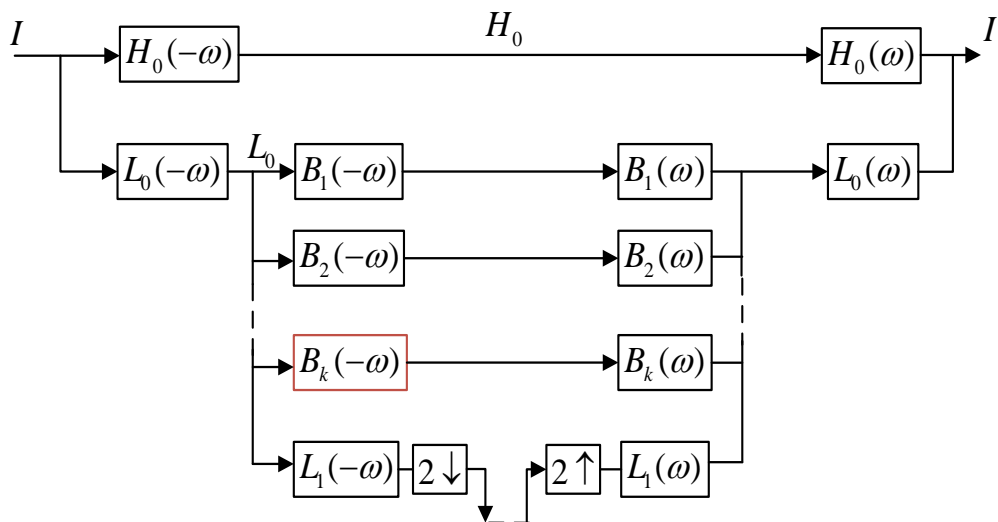 I H₀(-ω) H₀ H₀(ω) I
L₀(-ω) L₀ B₁(-ω) B₁(ω) L₀(ω)
B₂(-ω) B₂(ω)
Bₖ(-ω) Bₖ(ω)
L₁(-ω) 2↓ 2↑ L₁(ω)